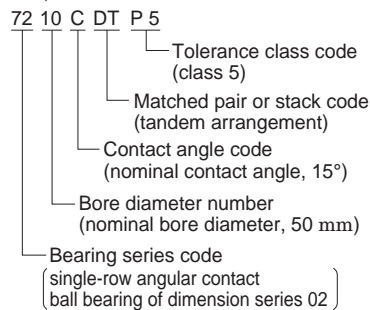 72 10 C DT P 5
Tolerance class code
(class 5)
Matched pair or stack code
(tandem arrangement)
Contact angle code
(nominal contact angle, 15°)
Bore diameter number
(nominal bore diameter, 50 mm)
Bearing series code
(single-row angular contact
ball bearing of dimension series 02)